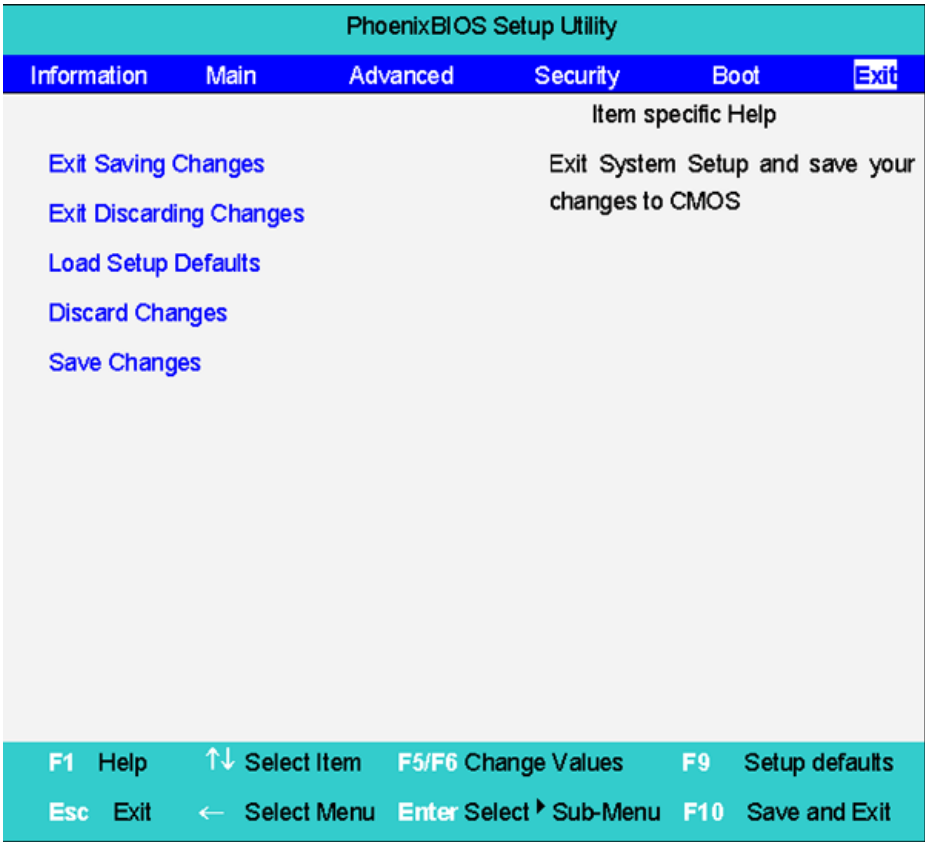 PhoenixBIOS Setup Utility
Information Main Advanced Security Boot Exit
Item specific Help
Exit Saving Changes
Exit Discarding Changes
Load Setup Defaults
Discard Changes
Save Changes
Exit System Setup and save your
changes to CMOS
F1 Help ↑↓ Select Item F5/F6 Change Values F9 Setup defaults
Esc Exit ← Select Menu Enter Select ▶ Sub-Menu F10 Save and Exit